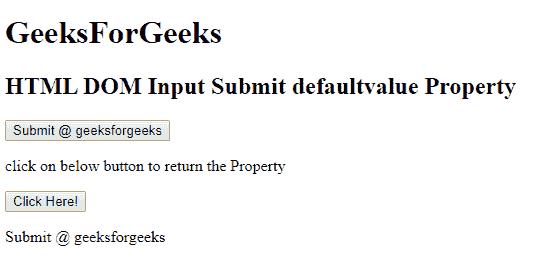 GeeksForGeeks
HTML DOM Input Submit defaultvalue Property
Submit @ geeksforgeeks
click on below button to return the Property
Click Here!
Submit @ geeksforgeeks